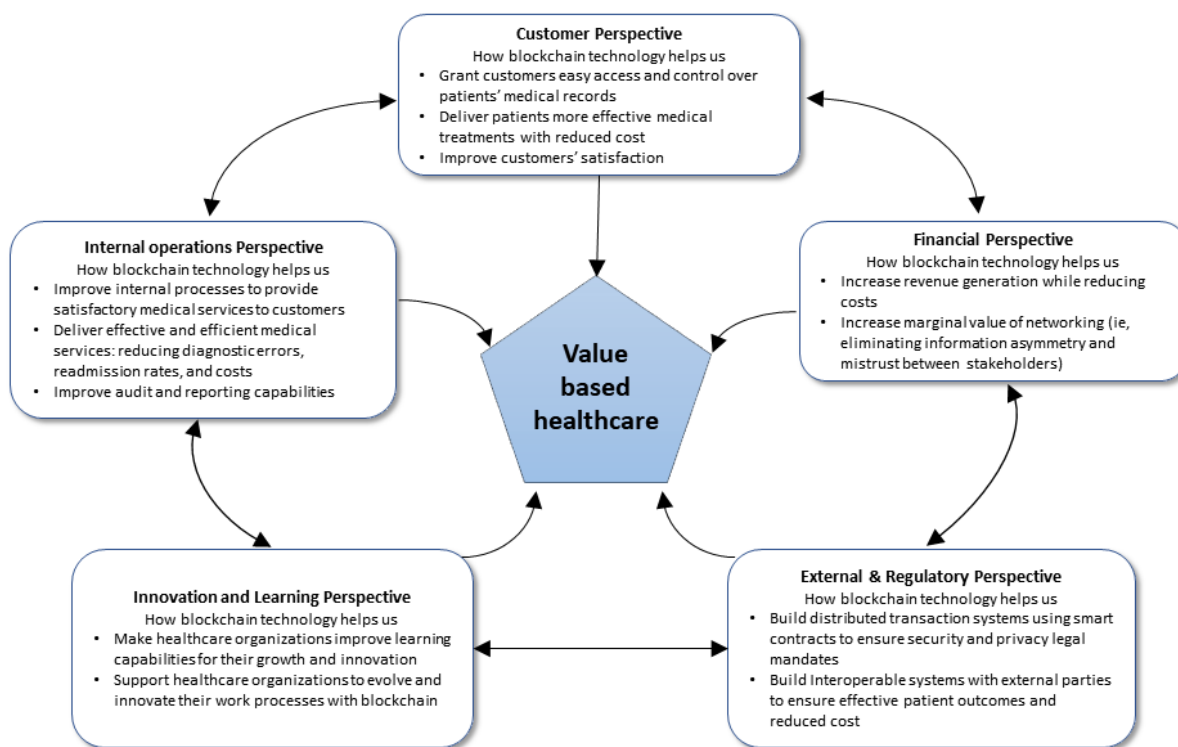 Customer Perspective
How blockchain technology helps us
• Grant customers easy access and control over
patients' medical records
• Deliver patients more effective medical
treatments with reduced cost
• Improve customers' satisfaction
Internal operations Perspective
How blockchain technology helps us
• Improve internal processes to provide
satisfactory medical services to customers
• Deliver effective and efficient medical
services: reducing diagnostic errors,
readmission rates, and costs
• Improve audit and reporting capabilities
Financial Perspective
How blockchain technology helps us
• Increase revenue generation while reducing
costs
• Increase marginal value of networking (ie,
eliminating information asymmetry and
mistrust between stakeholders)
Value
based
healthcare
Innovation and Learning Perspective
How blockchain technology helps us
• Make healthcare organizations improve learning
capabilities for their growth and innovation
• Support healthcare organizations to evolve and
innovate their work processes with blockchain
External & Regulatory Perspective
How blockchain technology helps us
• Build distributed transaction systems using smart
contracts to ensure security and privacy legal
mandates
• Build Interoperable systems with external parties
to ensure effective patient outcomes and
reduced cost